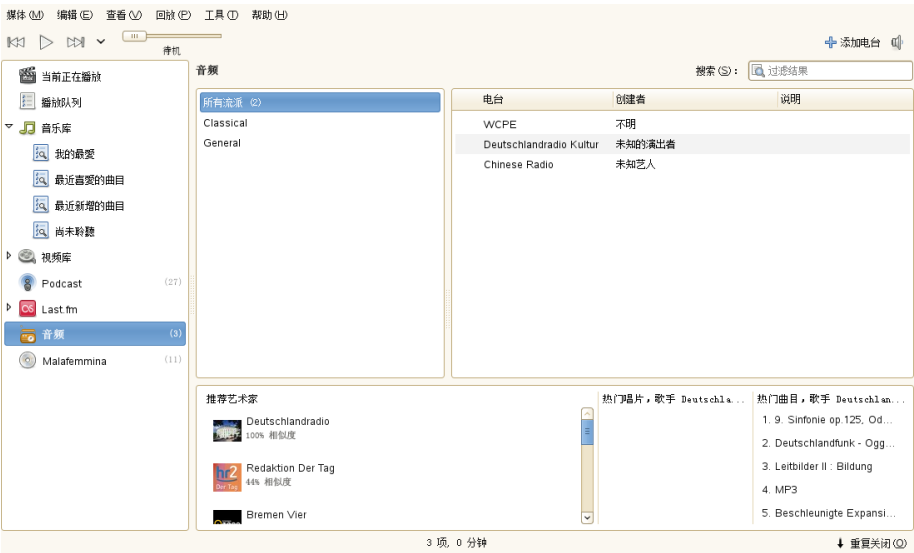 媒体(M) 编辑(E) 查看(V) 回放(P) 工具(T) 帮助(H)
待机
添加电台
当前正在播放
播放队列
音乐库
我的最愛
最近喜愛的曲目
最近新增的曲目
尚未聆聽
视频库
Podcast (27)
Last.fm
音频 (3)
Malafemmina (11)
音频
搜索(S): 过滤结果
所有流派 (2)
Classical
General
电台 创建者 说明
WCPE 不明
Deutschlandradio Kultur 未知的演出者
Chinese Radio 未知艺人
推荐艺术家
Deutschlandradio
100% 相似度
hr2
Der Tag
Redaktion Der Tag
44% 相似度
Bremen Vier
热门唱片，歌手 Deutschla...
热门曲目，歌手 Deutschlan...
1. 9. Sinfonie op.125, Od...
2. Deutschlandfunk - Ogg...
3. Leitbilder II : Bildung
4. MP3
5. Beschleunigte Expansi...
3 项, 0 分钟
重复关闭(O)